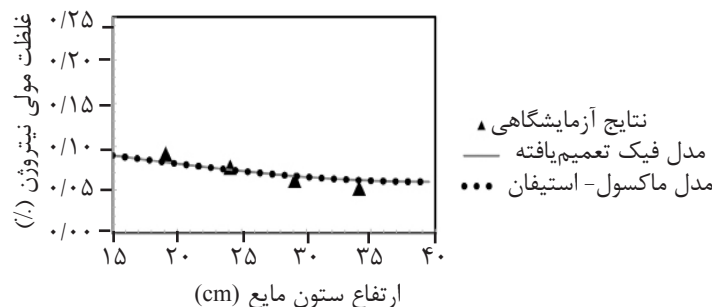 غلظت مولی نیتروژن (٪)
۰/۲۵
۰/۲۰
۰/۱۵
۰/۱۰
۰/۰۵
۰/۰۰
۱۵ ۲۰ ۲۵ ۳۰ ۳۵ ۴۰
ارتفاع ستون مایع (cm)
نتایج آزمایشگاهی
مدل فیک تعمیم‌یافته
مدل ماکسول- استیفان